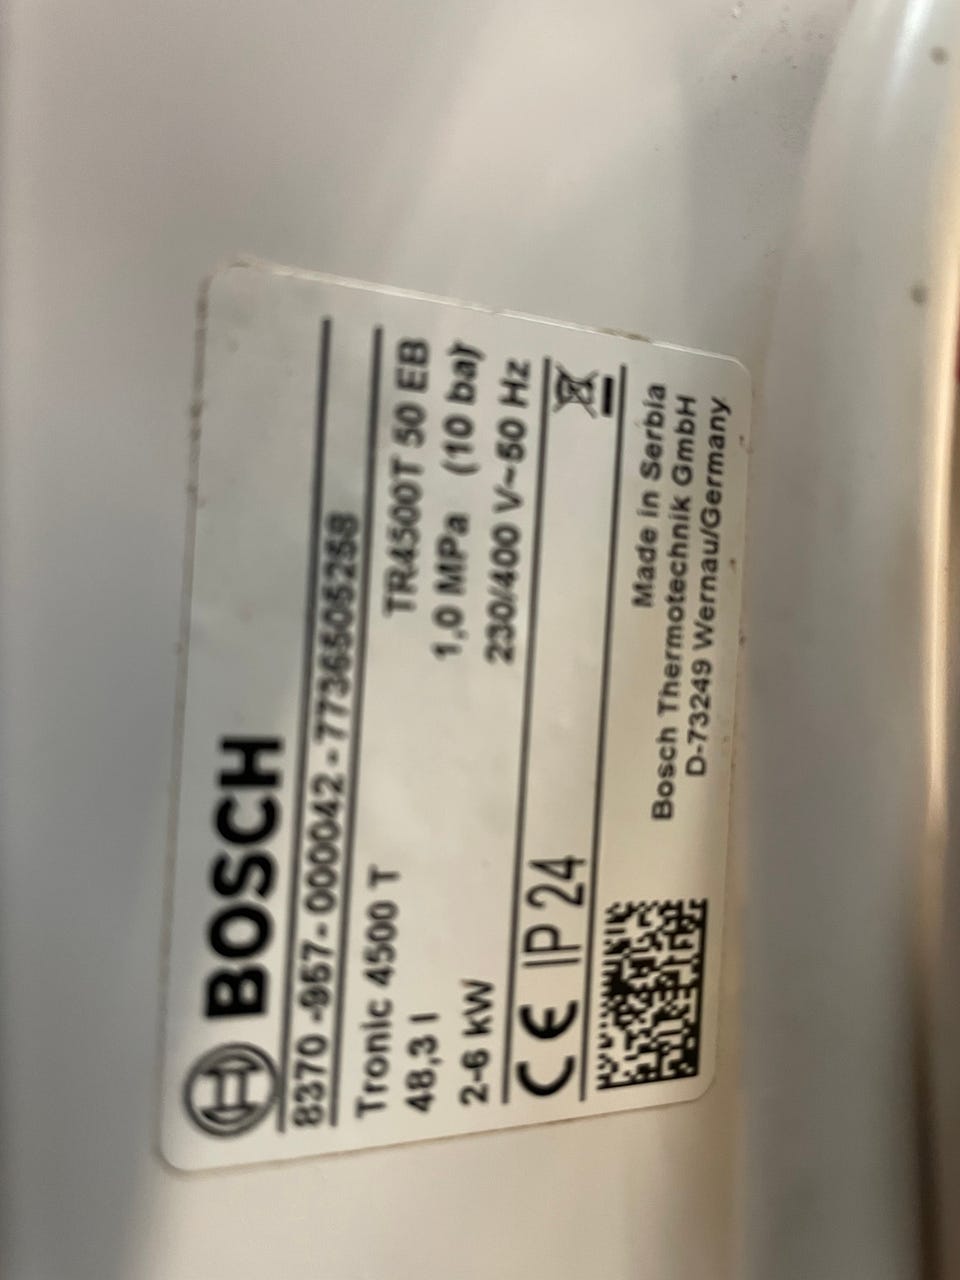 BOSCH
8370 -957- 000042 - 7736505258
Tronic 4500 T TR4500T 50 EB
48,3 l 1,0 MPa (10 bar)
2-6 kW 230/400 V~50 Hz
CE IP 24
Made in Serbia
Bosch Thermotechnik GmbH
D-73249 Wernau/Germany